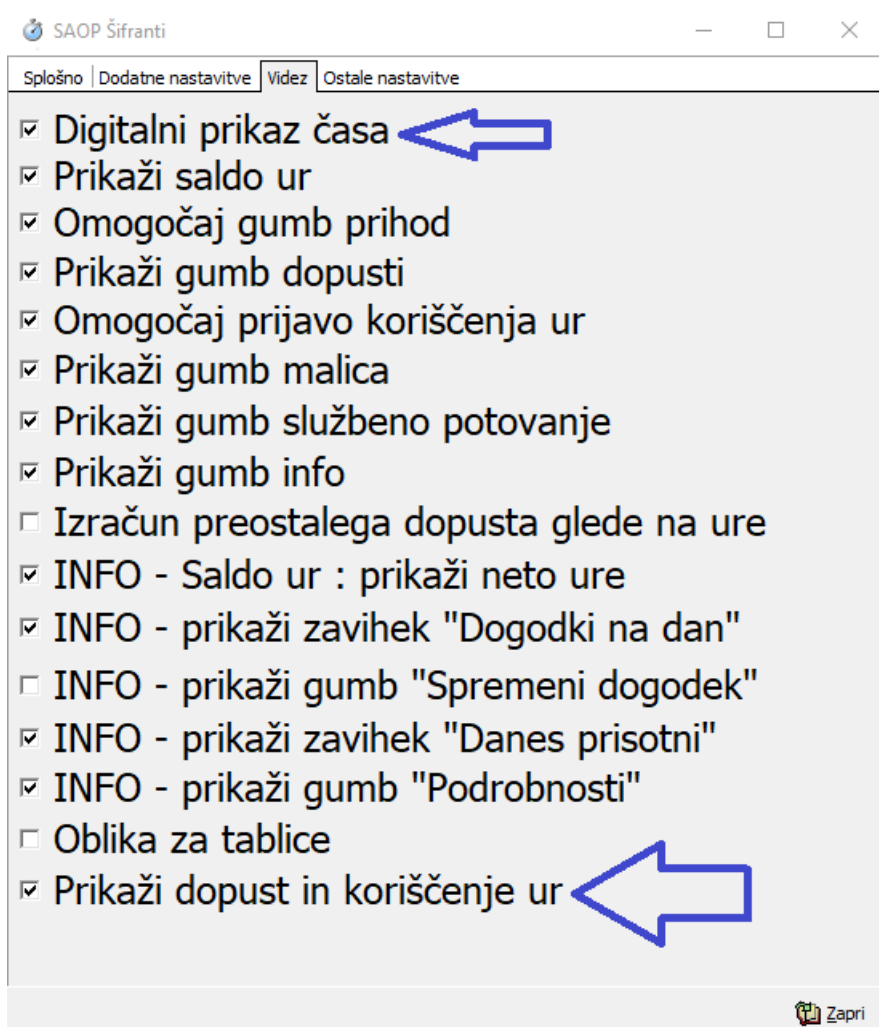 SAOP Šifranti
Splošno Dodatne nastavitve Videz Ostale nastavitve
Digitalni prikaz časa
Prikaži saldo ur
Omogočaj gumb prihod
Prikaži gumb dopusti
Omogočaj prijavo koriščenja ur
Prikaži gumb malica
Prikaži gumb službeno potovanje
Prikaži gumb info
Izračun preostalega dopusta glede na ure
INFO - Saldo ur : prikaži neto ure
INFO - prikaži zavihek "Dogodki na dan"
INFO - prikaži gumb "Spremeni dogodek"
INFO - prikaži zavihek "Danes prisotni"
INFO - prikaži gumb "Podrobnosti"
Oblika za tablice
Prikaži dopust in koriščenje ur
Zapri